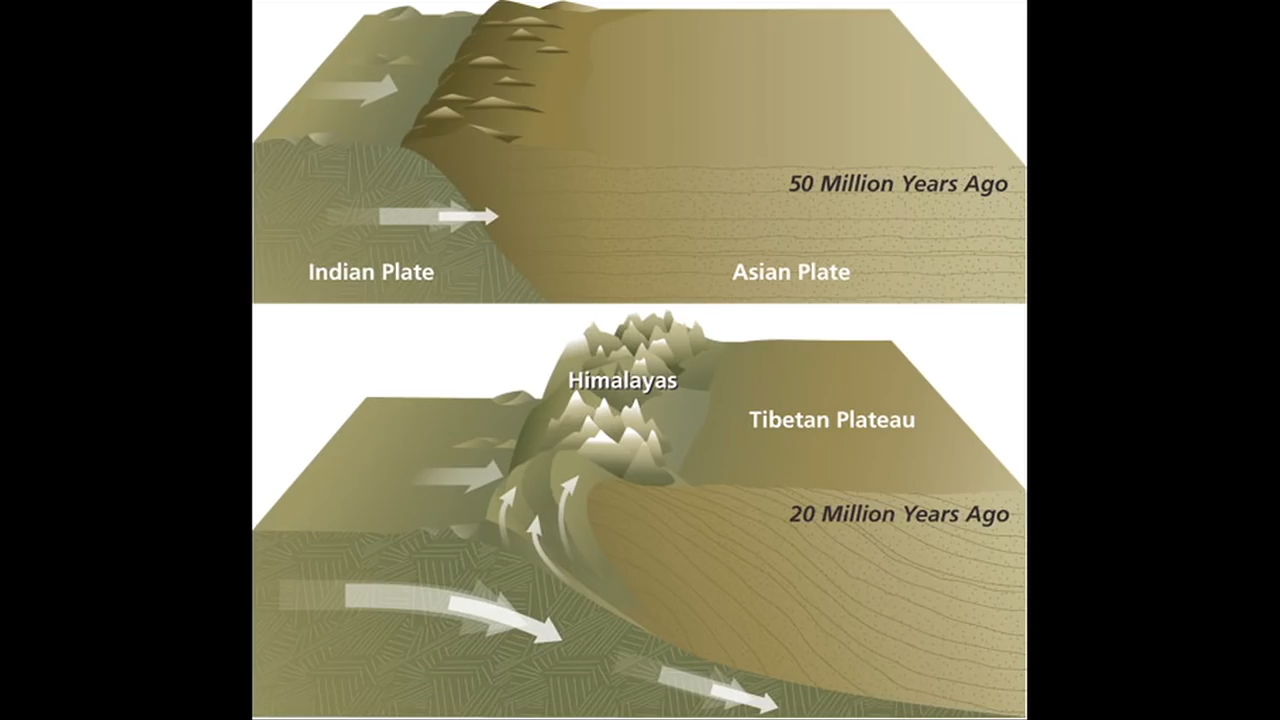 50 Million Years Ago
Indian Plate
Asian Plate
Himalayas
Tibetan Plateau
20 Million Years Ago